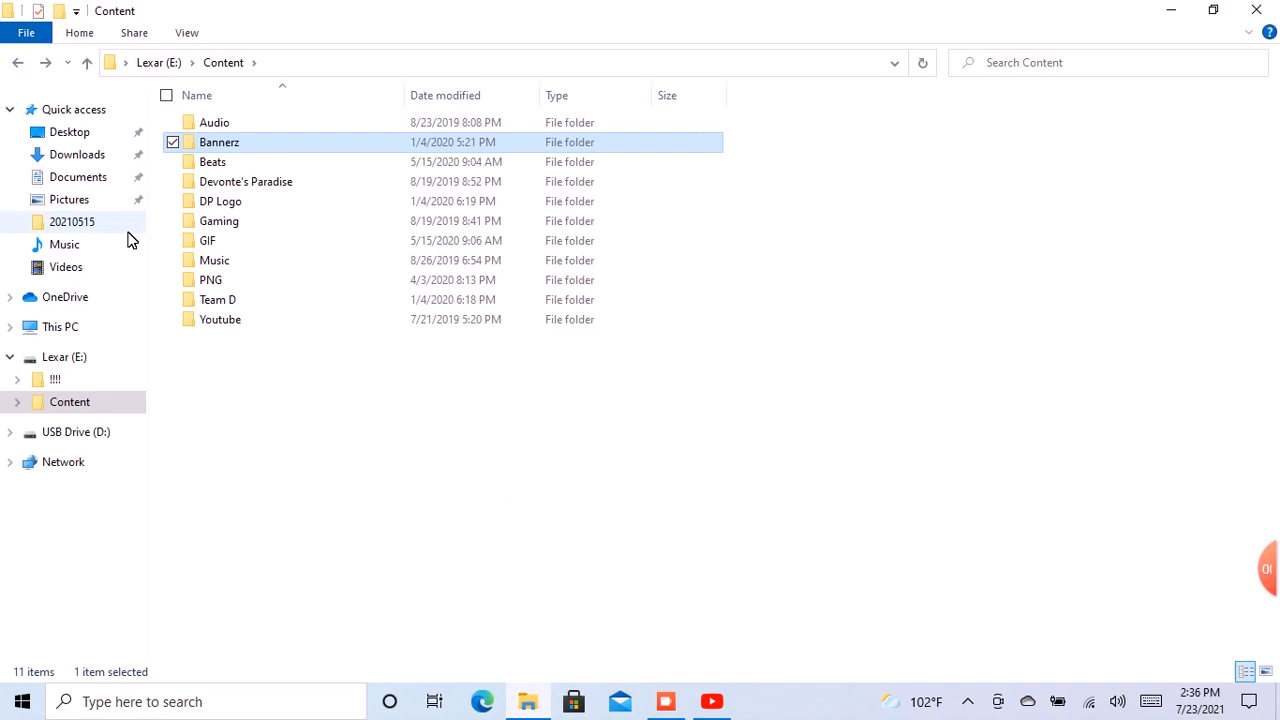 Content
File Home Share View
Lexar (E:) Content Search Content
Name Date modified Type Size
Quick access
Desktop
Downloads
Documents
Pictures
20210515
Music
Videos
OneDrive
This PC
Lexar (E:)
!!!!
Content
USB Drive (D:)
Network
Audio 8/23/2019 8:08 PM File folder
Bannerz 1/4/2020 5:21 PM File folder
Beats 5/15/2020 9:04 AM File folder
Devonte's Paradise 8/19/2019 8:52 PM File folder
DP Logo 1/4/2020 6:19 PM File folder
Gaming 8/19/2019 8:41 PM File folder
GIF 5/15/2020 9:06 AM File folder
Music 8/26/2019 6:54 PM File folder
PNG 4/3/2020 8:13 PM File folder
Team D 1/4/2020 6:18 PM File folder
Youtube 7/21/2019 5:20 PM File folder
11 items 1 item selected
Type here to search
102°F
2:36 PM
7/23/2021